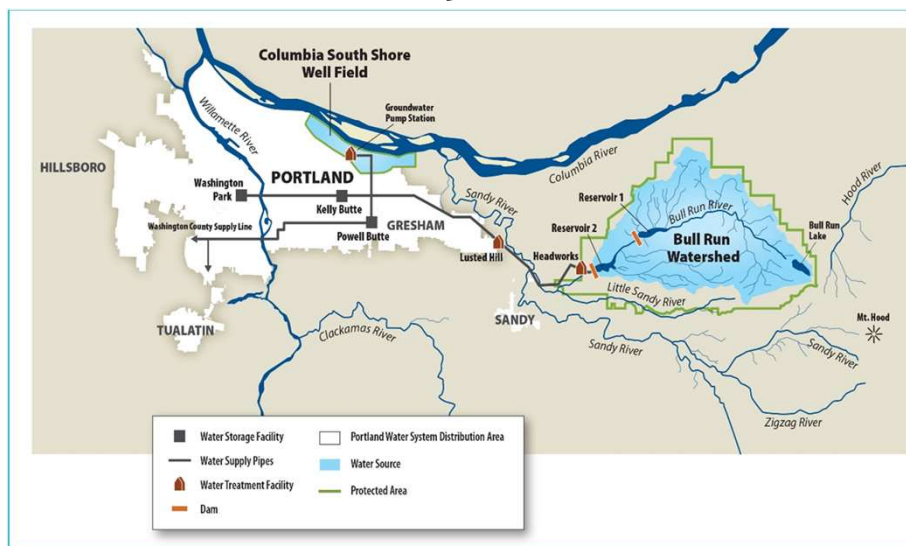 Columbia South Shore
Well Field
Groundwater
Pump Station
Willamette River
HILLSBORO
Columbia River
Hood River
Washington
Park
PORTLAND
Kelly Butte
Sandy River
Reservoir 1
Bull Run River
Washington County Supply Line
Powell Butte
GRESHAM
Reservoir 2
Bull Run
Lake
Lusted Hill
Headworks
Bull Run
Watershed
Little Sandy River
SANDY
TUALATIN
Clackamas River
Sandy River
Mt. Hood
Sandy River
Zigzag River
Water Storage Facility
Water Supply Pipes
Water Treatment Facility
Dam
Portland Water System Distribution Area
Water Source
Protected Area